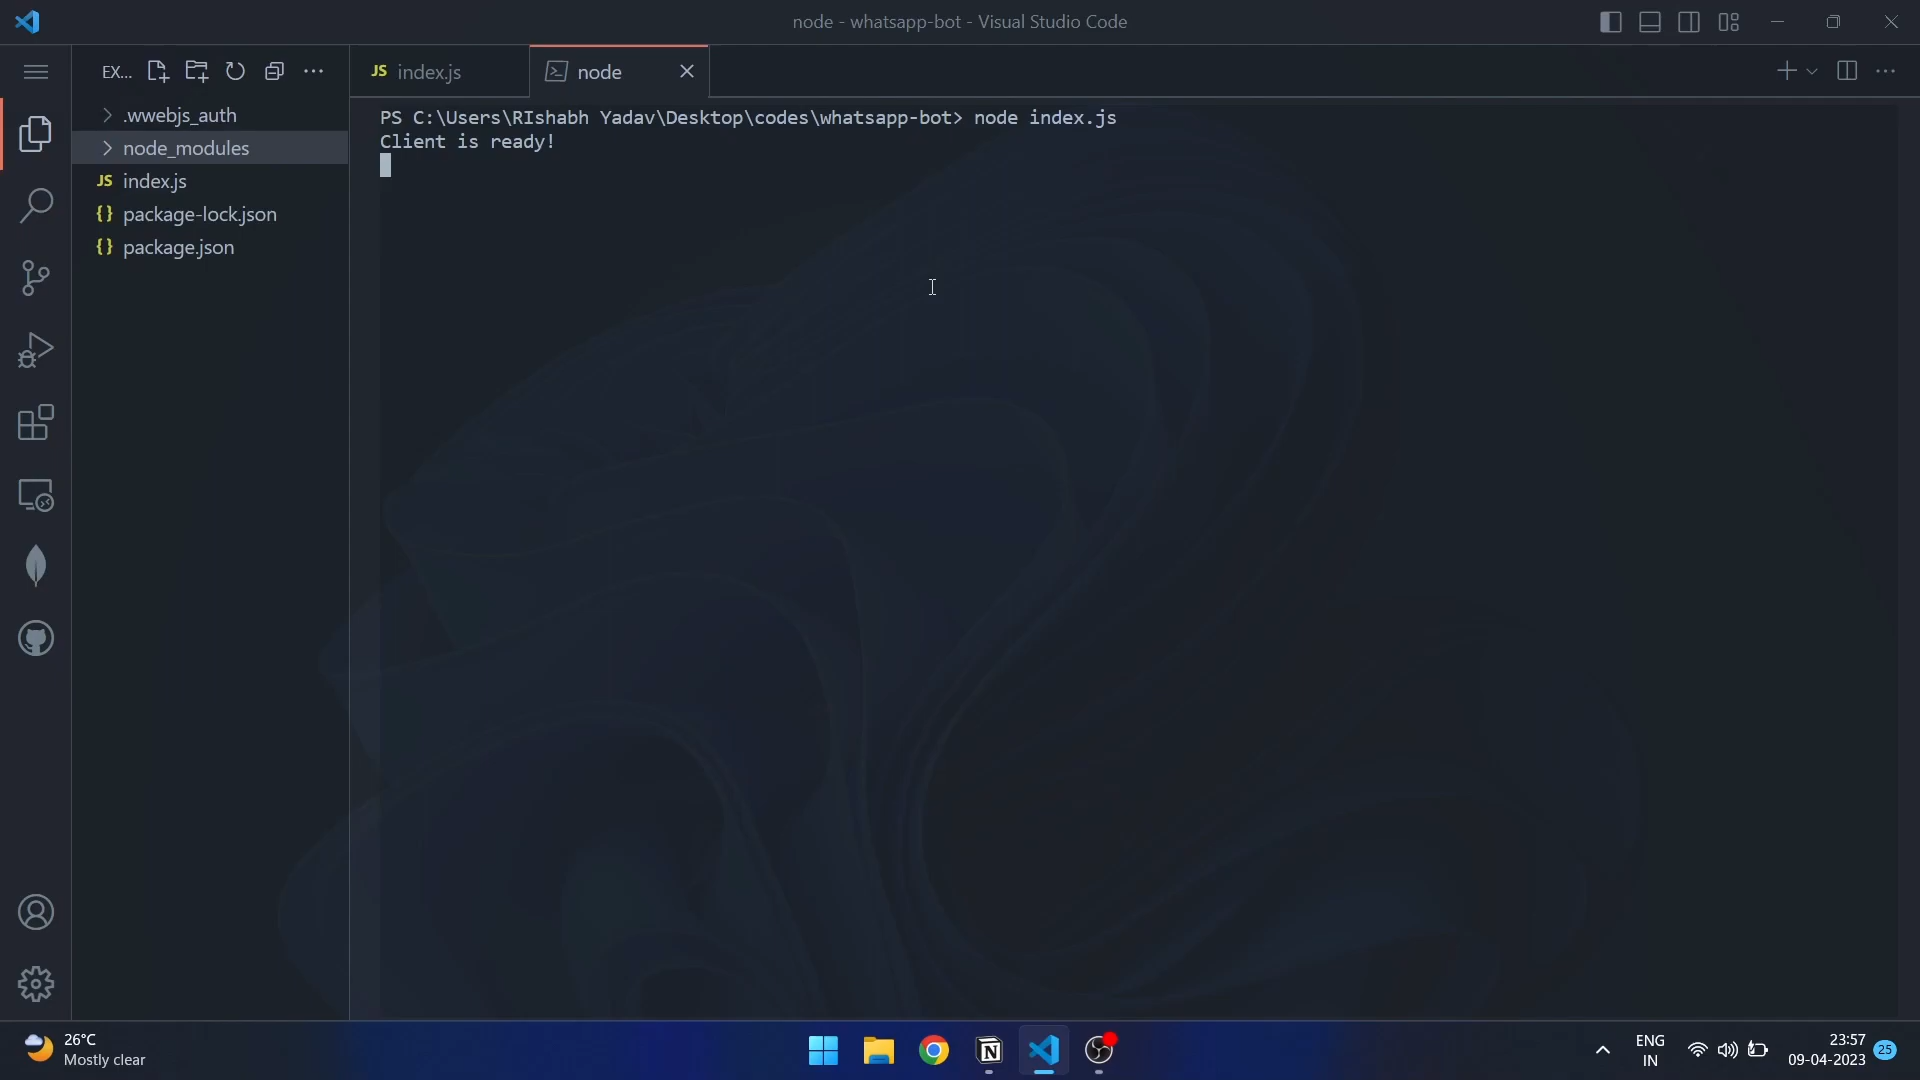 node - whatsapp-bot - Visual Studio Code
EX...
JS index.js
node
.wwebjs_auth
node_modules
JS index.js
{} package-lock.json
{} package.json
PS C:\Users\RIshabh Yadav\Desktop\codes\whatsapp-bot> node index.js
Client is ready!
26°C
Mostly clear
ENG
IN
23:57
09-04-2023
25